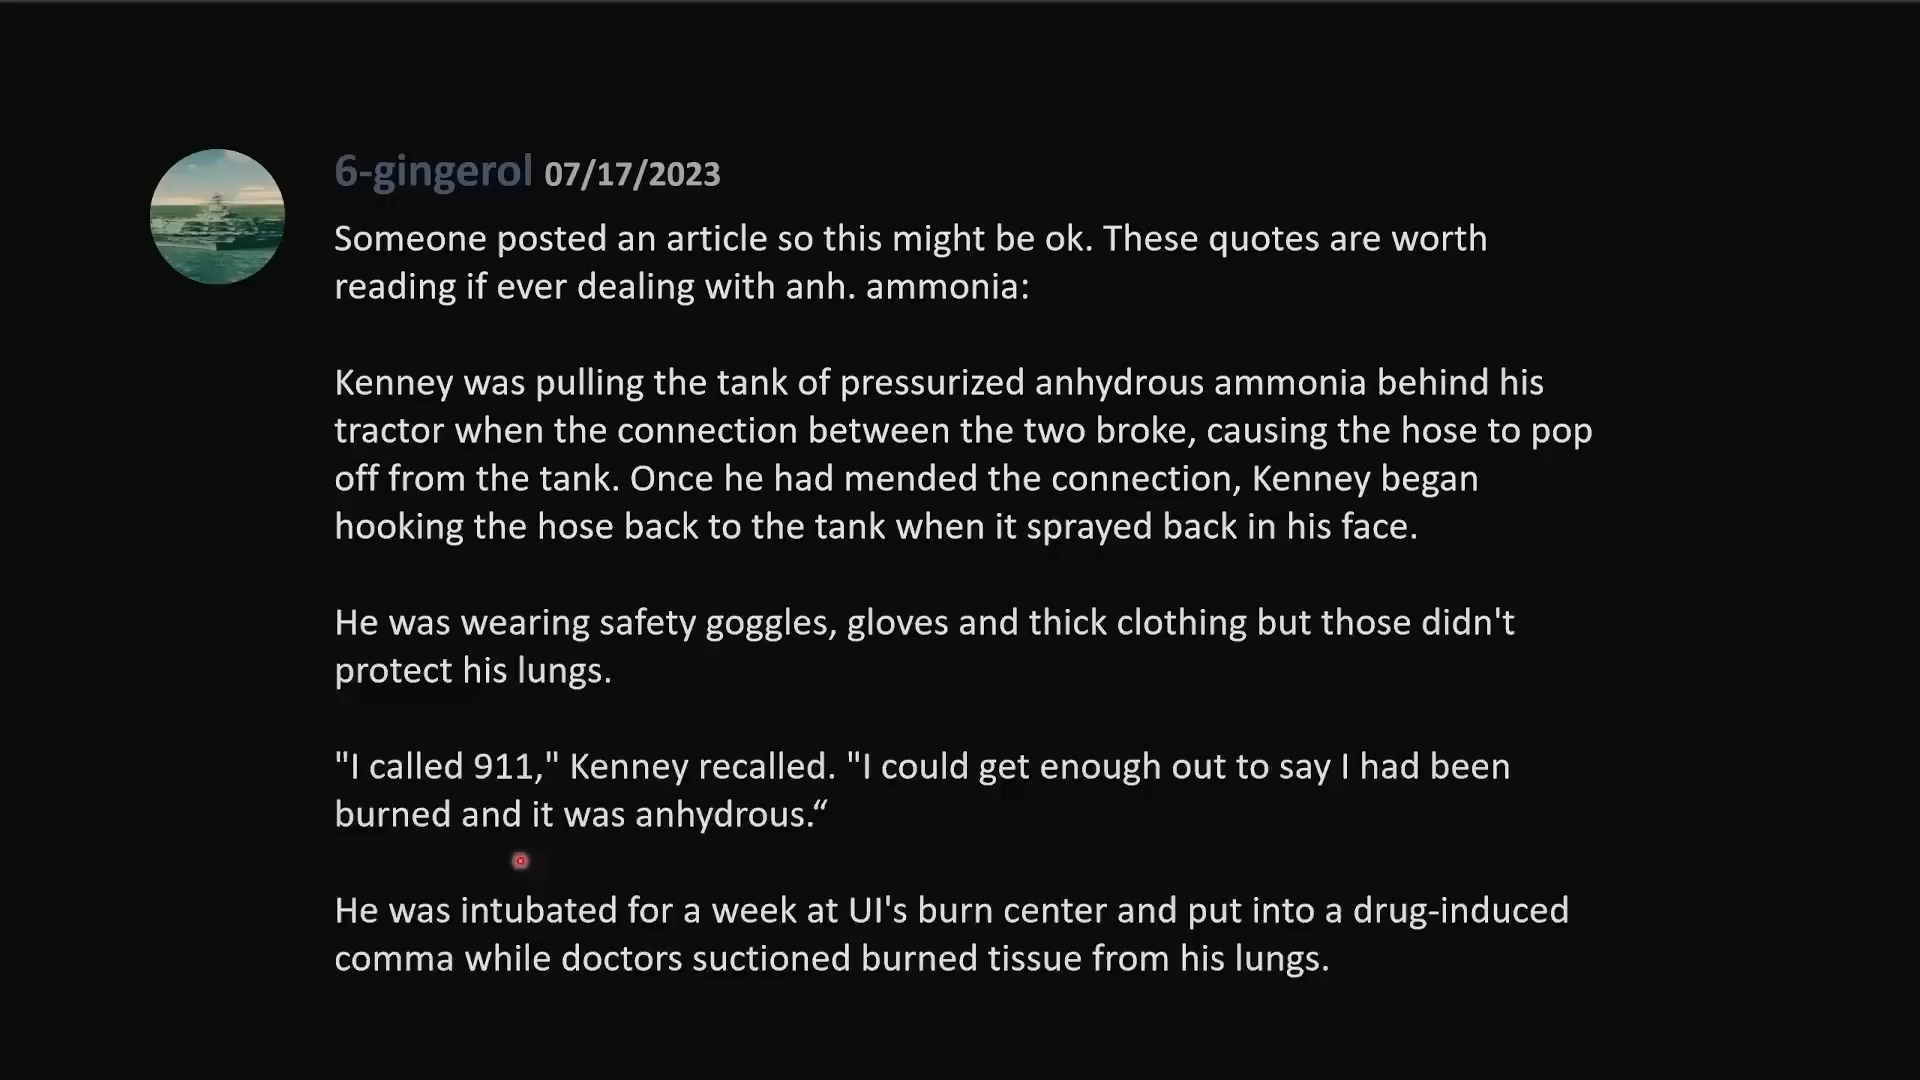 6-gingerol 07/17/2023
Someone posted an article so this might be ok. These quotes are worth
reading if ever dealing with anh. ammonia:
Kenney was pulling the tank of pressurized anhydrous ammonia behind his
tractor when the connection between the two broke, causing the hose to pop
off from the tank. Once he had mended the connection, Kenney began
hooking the hose back to the tank when it sprayed back in his face.
He was wearing safety goggles, gloves and thick clothing but those didn't
protect his lungs.
"I called 911," Kenney recalled. "I could get enough out to say I had been
burned and it was anhydrous.“
He was intubated for a week at UI's burn center and put into a drug-induced
comma while doctors suctioned burned tissue from his lungs.